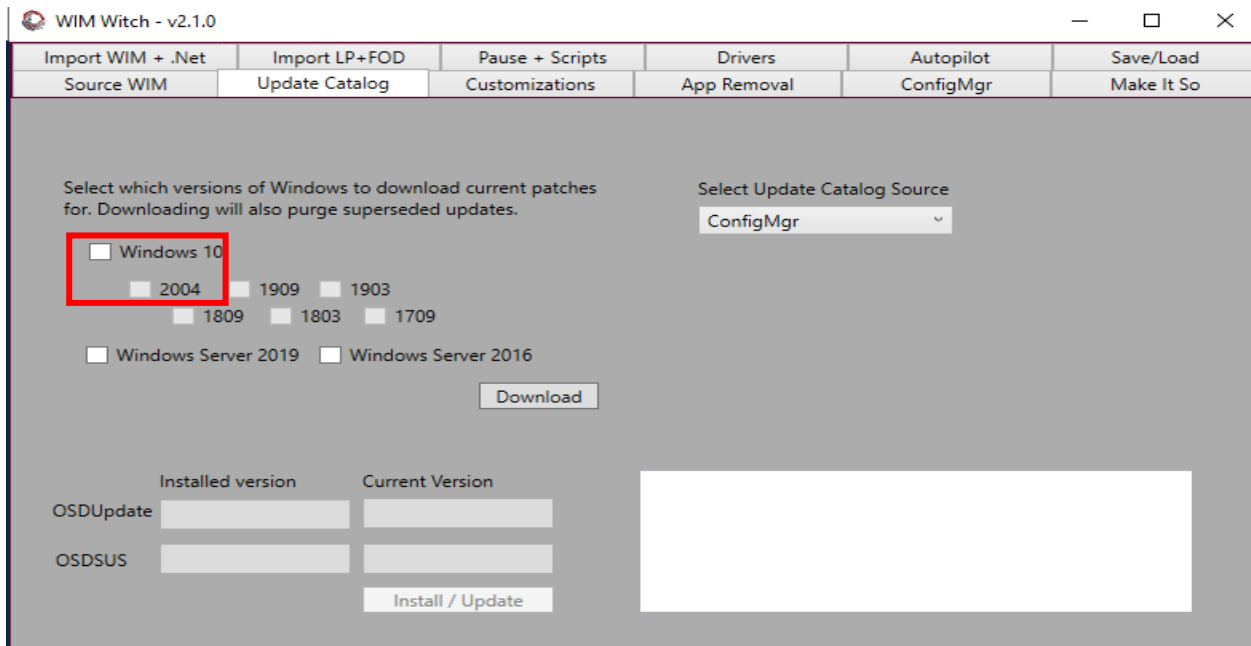 WIM Witch - v2.1.0
Import WIM + .Net Import LP+FOD Pause + Scripts Drivers Autopilot Save/Load
Source WIM Update Catalog Customizations App Removal ConfigMgr Make It So
Select which versions of Windows to download current patches
for. Downloading will also purge superseded updates.
Select Update Catalog Source
ConfigMgr
Windows 10
2004 1909 1903
1809 1803 1709
Windows Server 2019 Windows Server 2016
Download
Installed version Current Version
OSDUpdate
OSDSUS
Install / Update